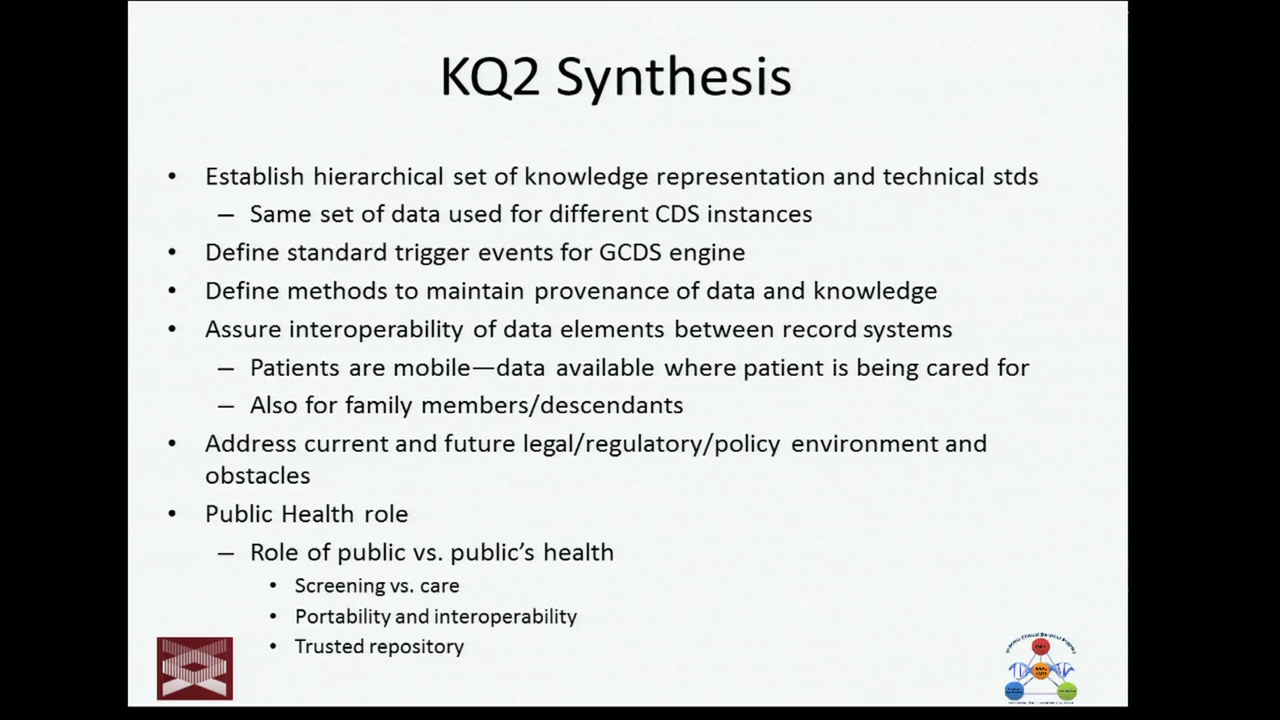 KQ2 Synthesis
• Establish hierarchical set of knowledge representation and technical stds
– Same set of data used for different CDS instances
• Define standard trigger events for GCDS engine
• Define methods to maintain provenance of data and knowledge
• Assure interoperability of data elements between record systems
– Patients are mobile—data available where patient is being cared for
– Also for family members/descendants
• Address current and future legal/regulatory/policy environment and
obstacles
• Public Health role
– Role of public vs. public's health
• Screening vs. care
• Portability and interoperability
• Trusted repository